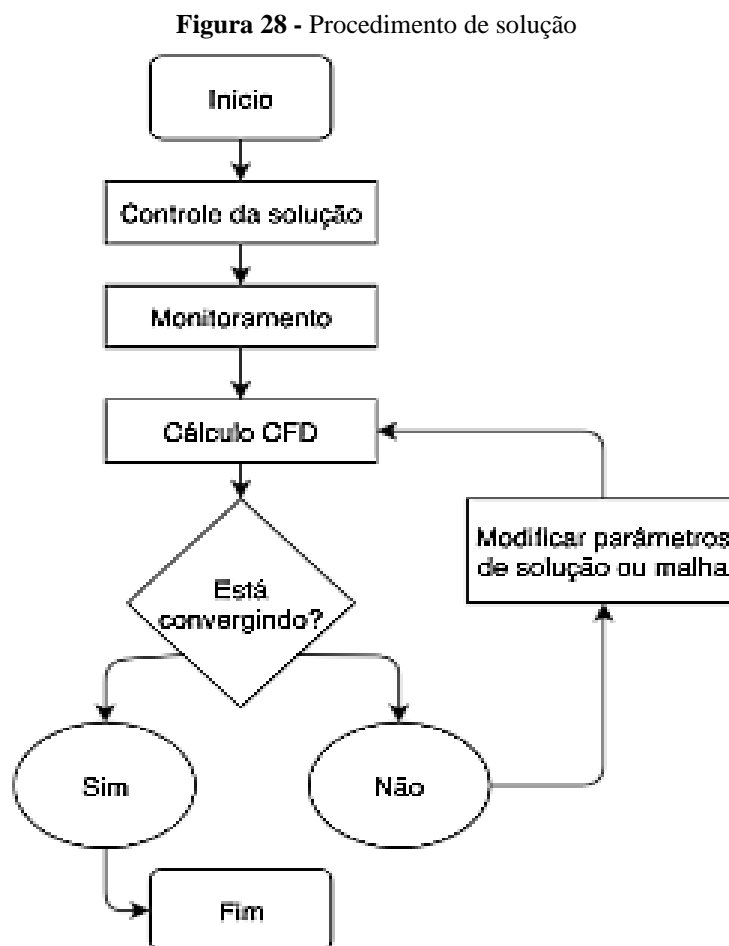 Figura 28 - Procedimento de solução
Inicio
Controle da solução
Monitoramento
Cálculo CFD
Modificar parâmetros
de solução ou malha
Está
convergindo?
Sim
Não
Fim